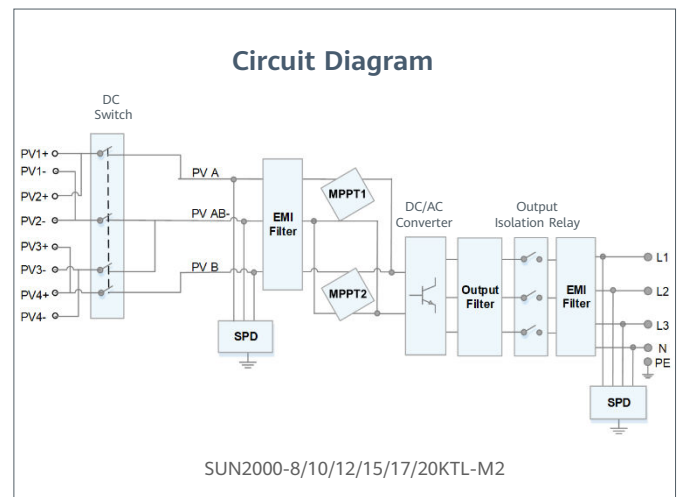 Circuit Diagram
DC
Switch
PV1+
PV1-
PV2+
PV2-
PV3+
PV3-
PV4+
PV4-
PV A
PV AB-
PV B
EMI
Filter
SPD
MPPT1
MPPT2
DC/AC
Converter
Output
Filter
Output
Isolation Relay
EMI
Filter
L1
L2
L3
N
PE
SPD
SUN2000-8/10/12/15/17/20KTL-M2